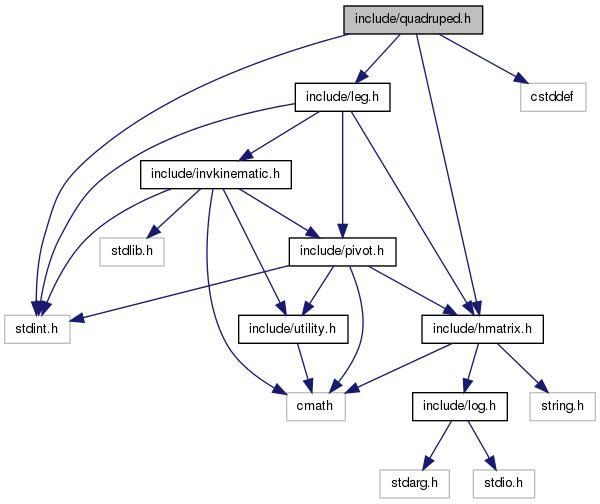 include/quadruped.h
include/leg.h
cstddef
include/invkinematic.h
stdlib.h
include/pivot.h
stdint.h
include/utility.h
include/hmatrix.h
cmath
include/log.h
string.h
stdarg.h
stdio.h